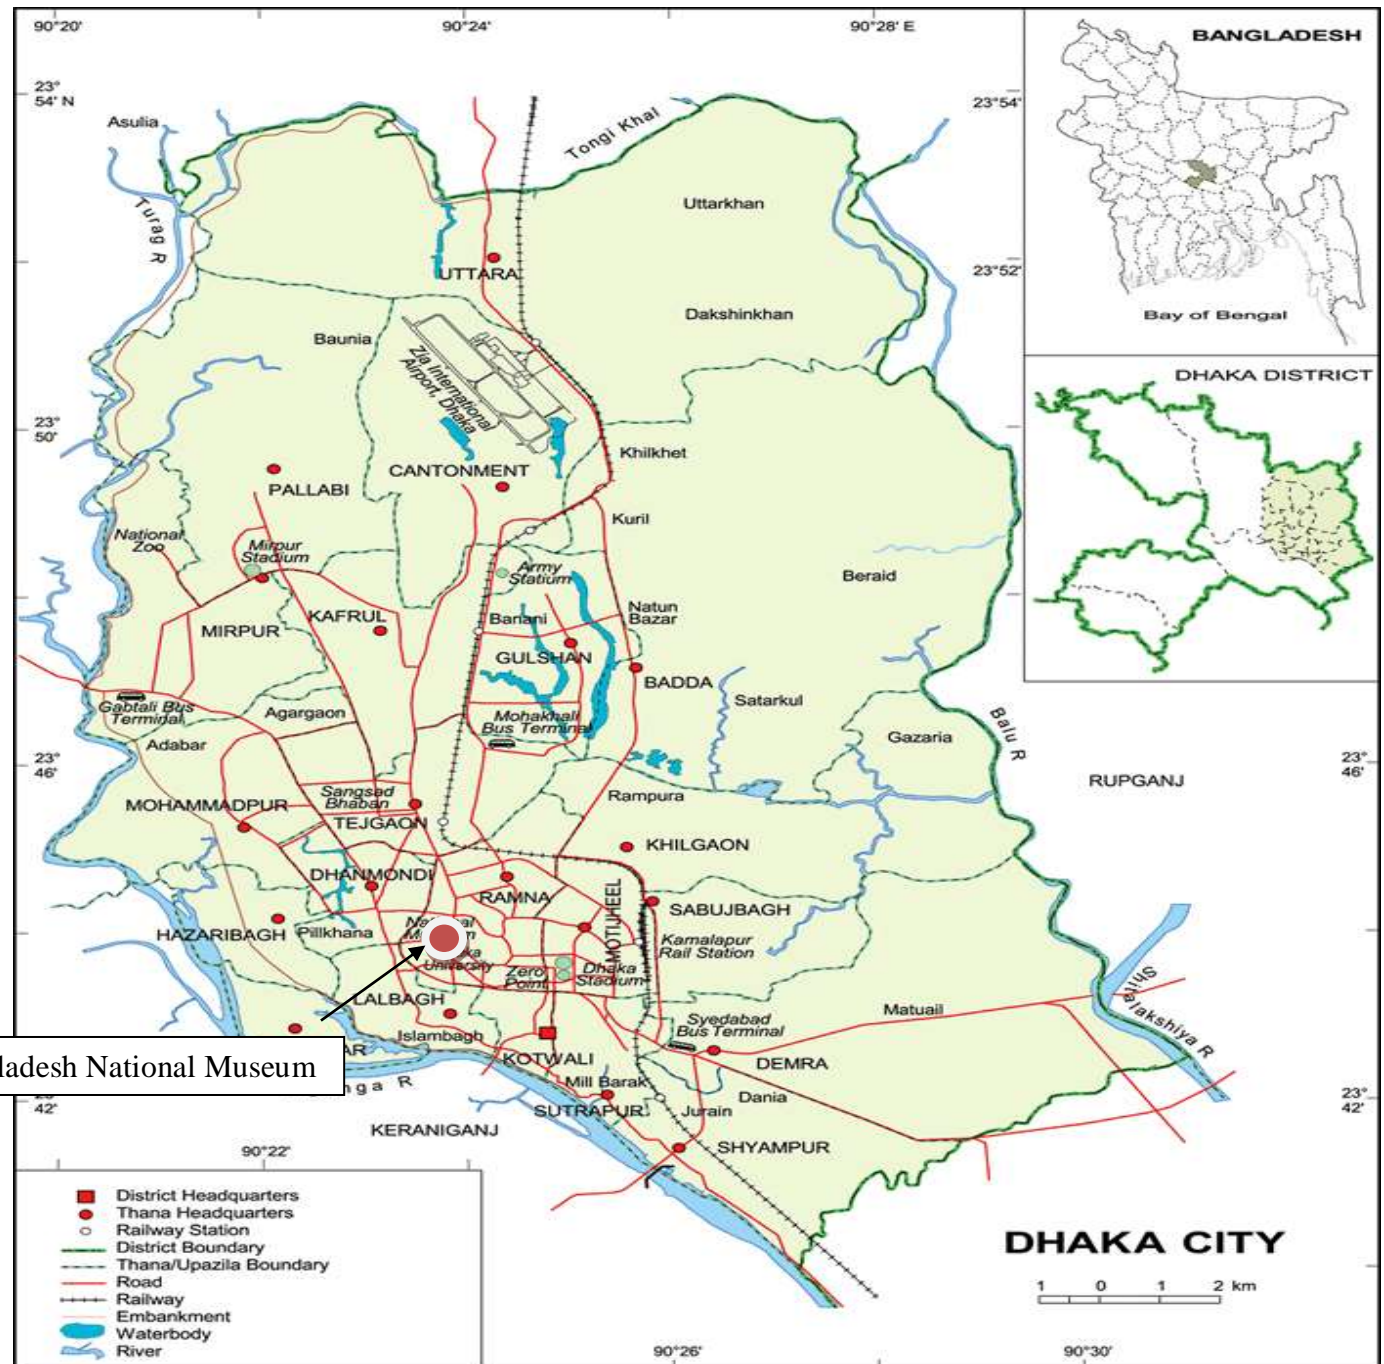 90°20'
90°24'
90°28' E
BANGLADESH
23°
54' N
23°54'
Asulia
Tongi Khal
Turag R
Uttarkhan
UTTARA
23°52'
Dakshinkhan
Bay of Bengal
Baunia
Zia International
Airport, Dhaka
DHAKA DISTRICT
23°
50'
Khilkhet
CANTONMENT
PALLABI
Kuril
National
Zoo
Mirpur
Stadium
Army
Statium
Beraid
KAFRUL
Banani
Natun
Bazar
MIRPUR
GULSHAN
BADDA
Satarkul
Gabtali Bus
Terminal
Agargaon
Mohakhali
Bus Terminal
Balu R
Adabar
Gazaria
23°
46'
23°
46'
RUPGANJ
Sangsad
Bhaban
Rampura
MOHAMMADPUR
TEJGAON
KHILGAON
DHANMONDI
RAMNA
MOTIJHEEL
SABUJBAGH
HAZARIBAGH
Pillkhana
University
Kamalapur
Rail Station
Zero
Point
Dhaka
Stadium
LALBAGH
Shitalakshiya R
Matuail
Syedabad
Bus Terminal
Islambagh
KOTWALI
DEMRA
ladesh National Museum
Mill Barak
Dania
SUTRAPUR
Jurain
42'
23°
42'
KERANIGANJ
SHYAMPUR
90°22'
District Headquarters
Thana Headquarters
Railway Station
District Boundary
Thana/Upazila Boundary
Road
Railway
Embankment
Waterbody
River
DHAKA CITY
1 0 1 2 km
90°26'
90°30'